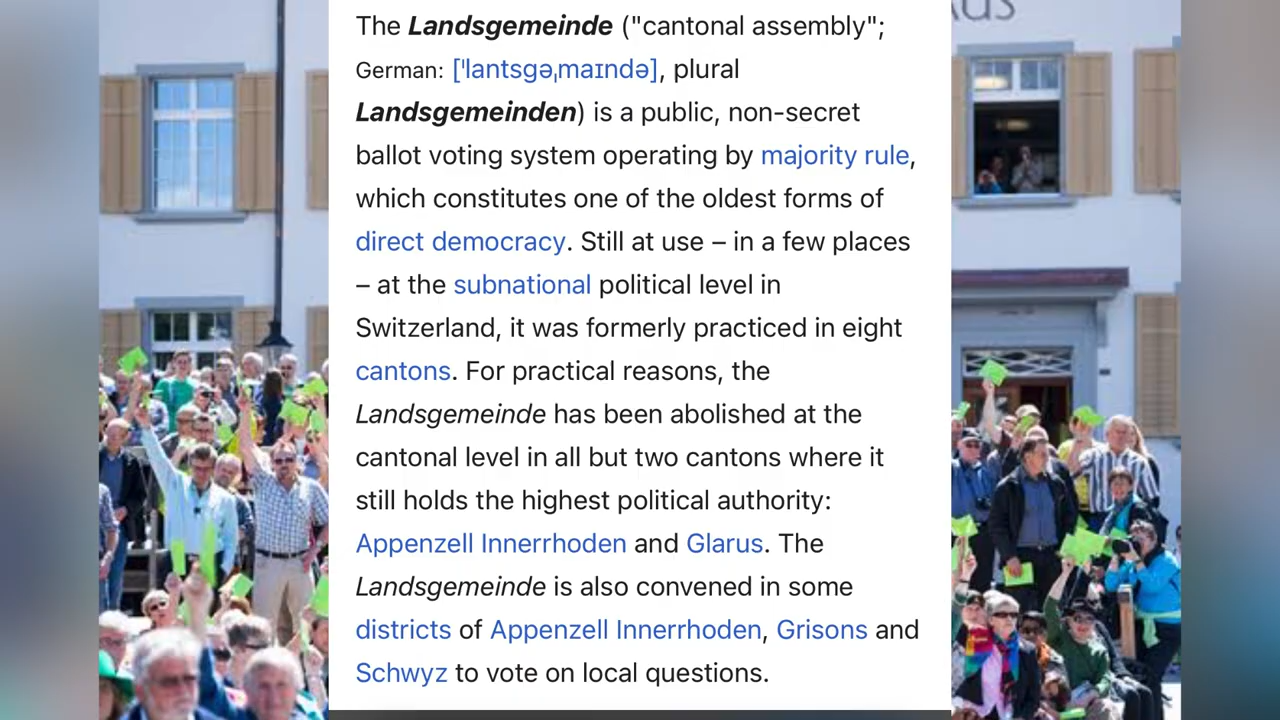 The Landsgemeinde ("cantonal assembly";
German: [ˈlantsɡəˌmaɪndə], plural
Landsgemeinden) is a public, non-secret
ballot voting system operating by majority rule,
which constitutes one of the oldest forms of
direct democracy. Still at use – in a few places
– at the subnational political level in
Switzerland, it was formerly practiced in eight
cantons. For practical reasons, the
Landsgemeinde has been abolished at the
cantonal level in all but two cantons where it
still holds the highest political authority:
Appenzell Innerrhoden and Glarus. The
Landsgemeinde is also convened in some
districts of Appenzell Innerrhoden, Grisons and
Schwyz to vote on local questions.